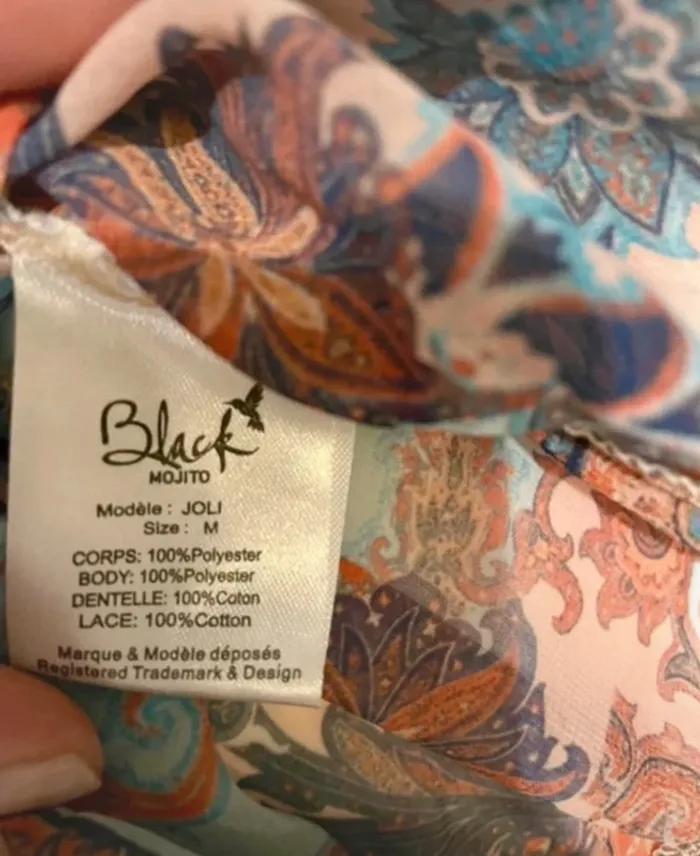 Black
MOJITO
Modèle : JOLI
Size : M
CORPS: 100%Polyester
BODY: 100%Polyester
DENTELLE: 100%Coton
LACE: 100%Cotton
Marque & Modèle déposés
Registered Trademark & Design